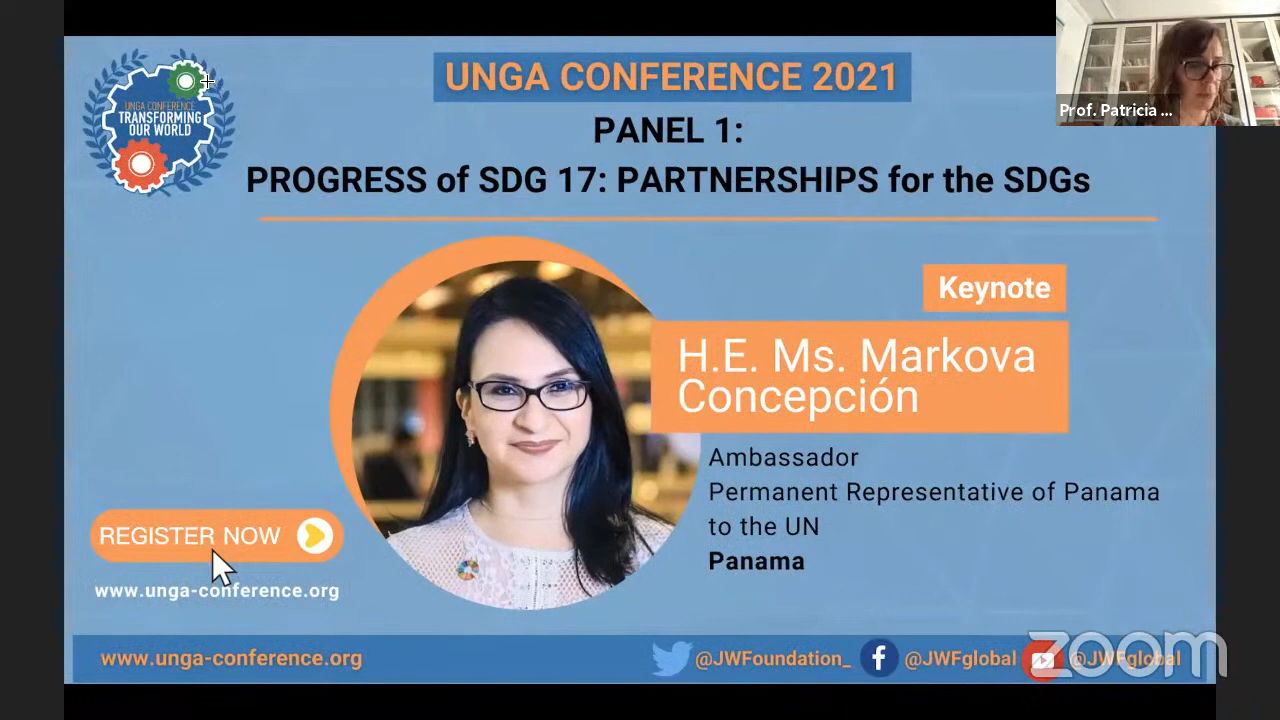 UNGA CONFERENCE 2021
PANEL 1:
PROGRESS of SDG 17: PARTNERSHIPS for the SDGs
UNGA CONFERENCE
TRANSFORMING
OUR WORLD
Prof. Patricia ...
Keynote
H.E. Ms. Markova
Concepción
Ambassador
Permanent Representative of Panama
to the UN
Panama
REGISTER NOW
www.unga-conference.org
www.unga-conference.org
@JWFoundation_
@JWFglobal
@JWFglobal
zoom